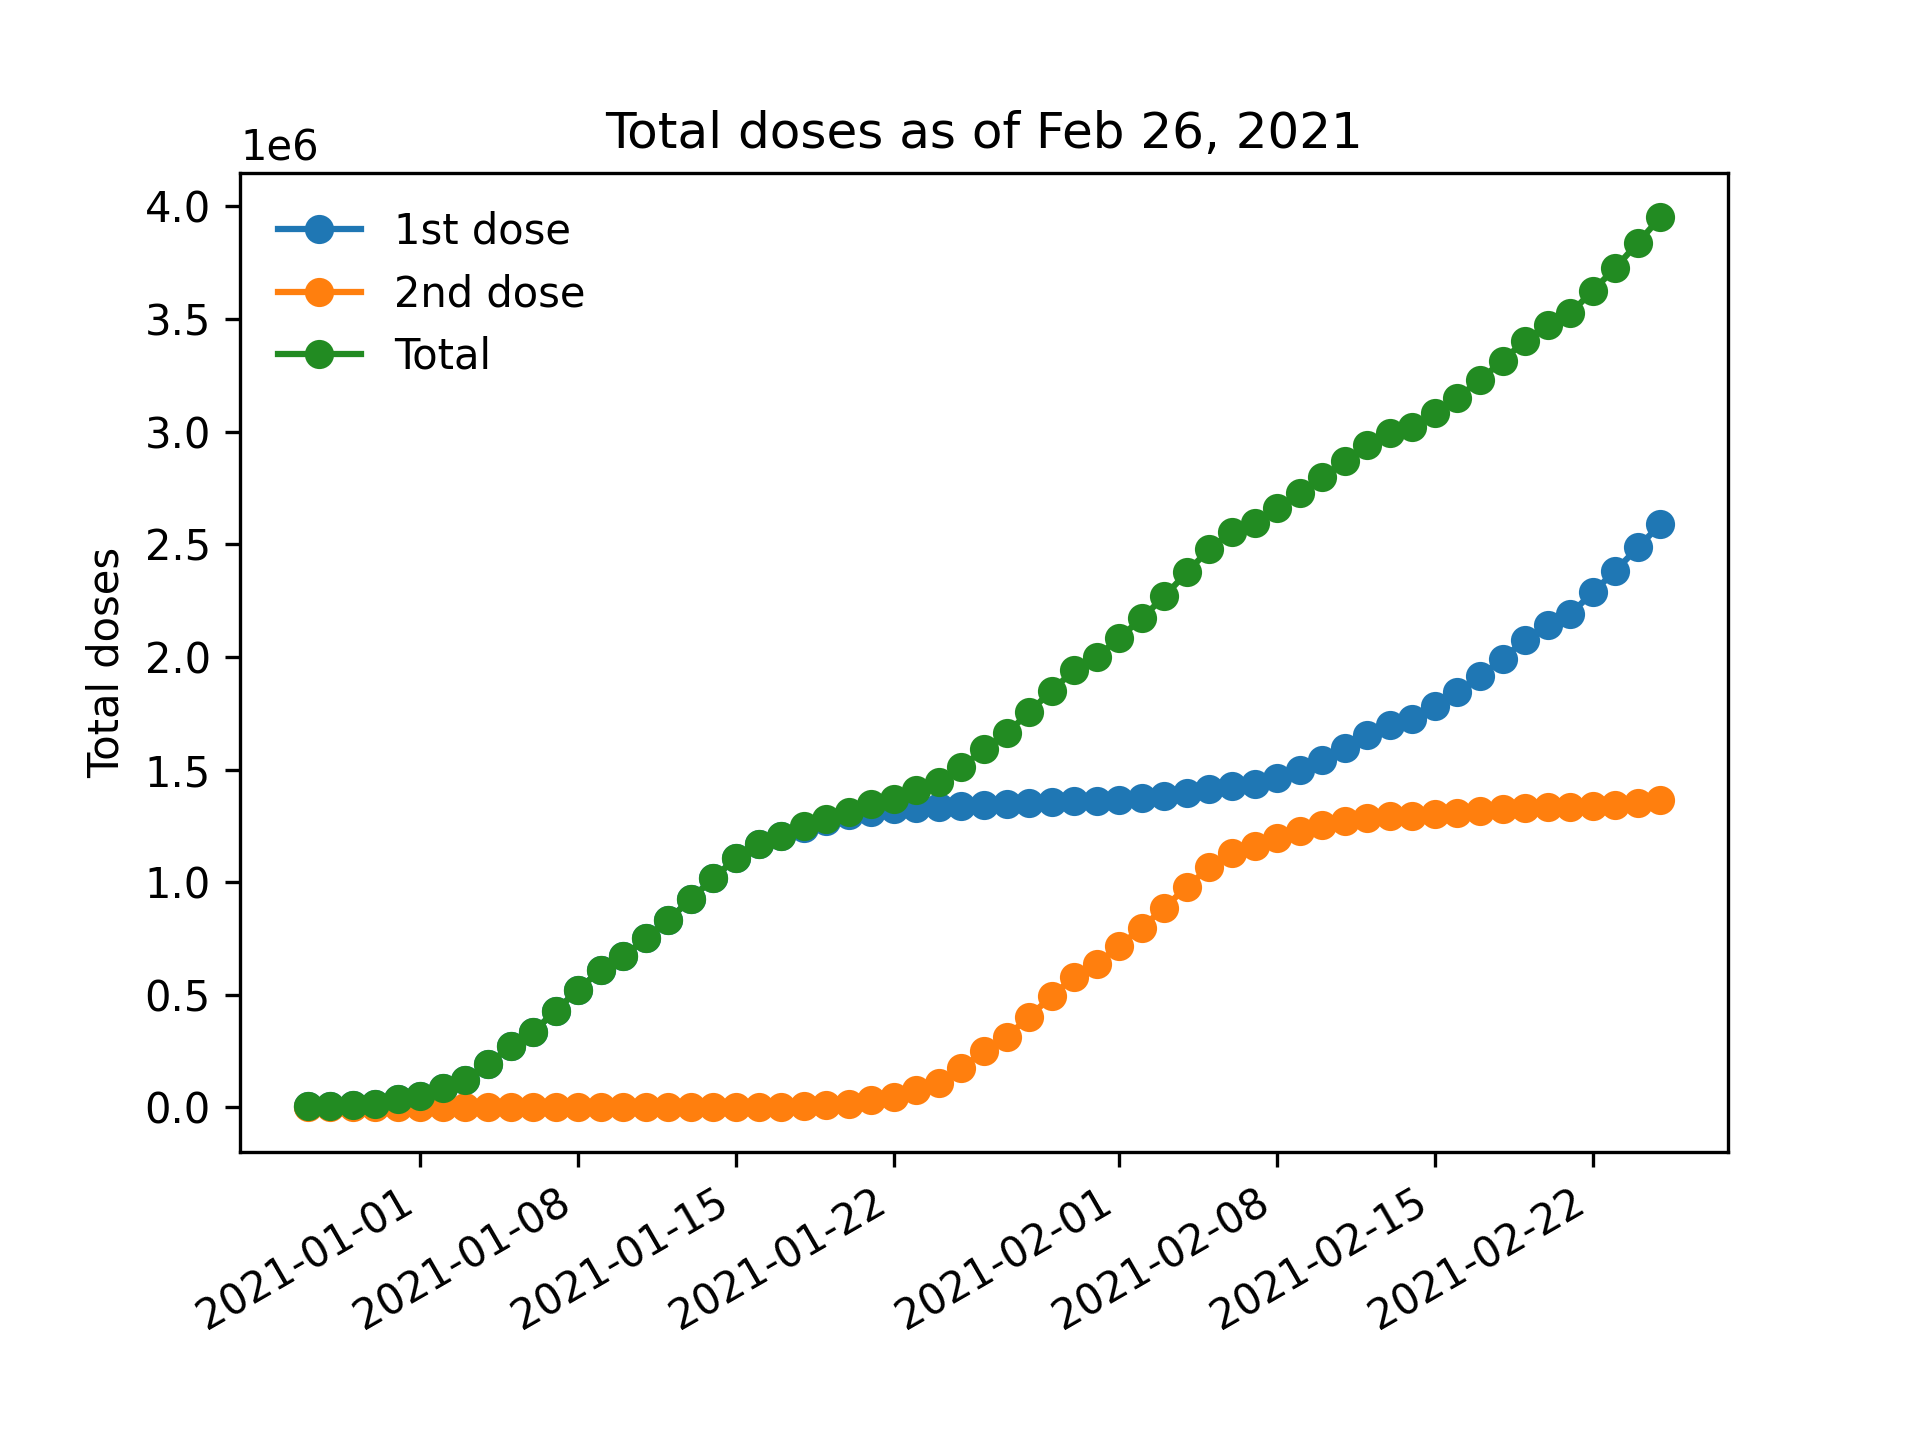 Total doses as of Feb 26, 2021
1e6
4.0
3.5
3.0
2.5
2.0
1.5
1.0
0.5
0.0
Total doses
1st dose
2nd dose
Total
2021-01-01
2021-01-08
2021-01-15
2021-01-22
2021-02-01
2021-02-08
2021-02-15
2021-02-22